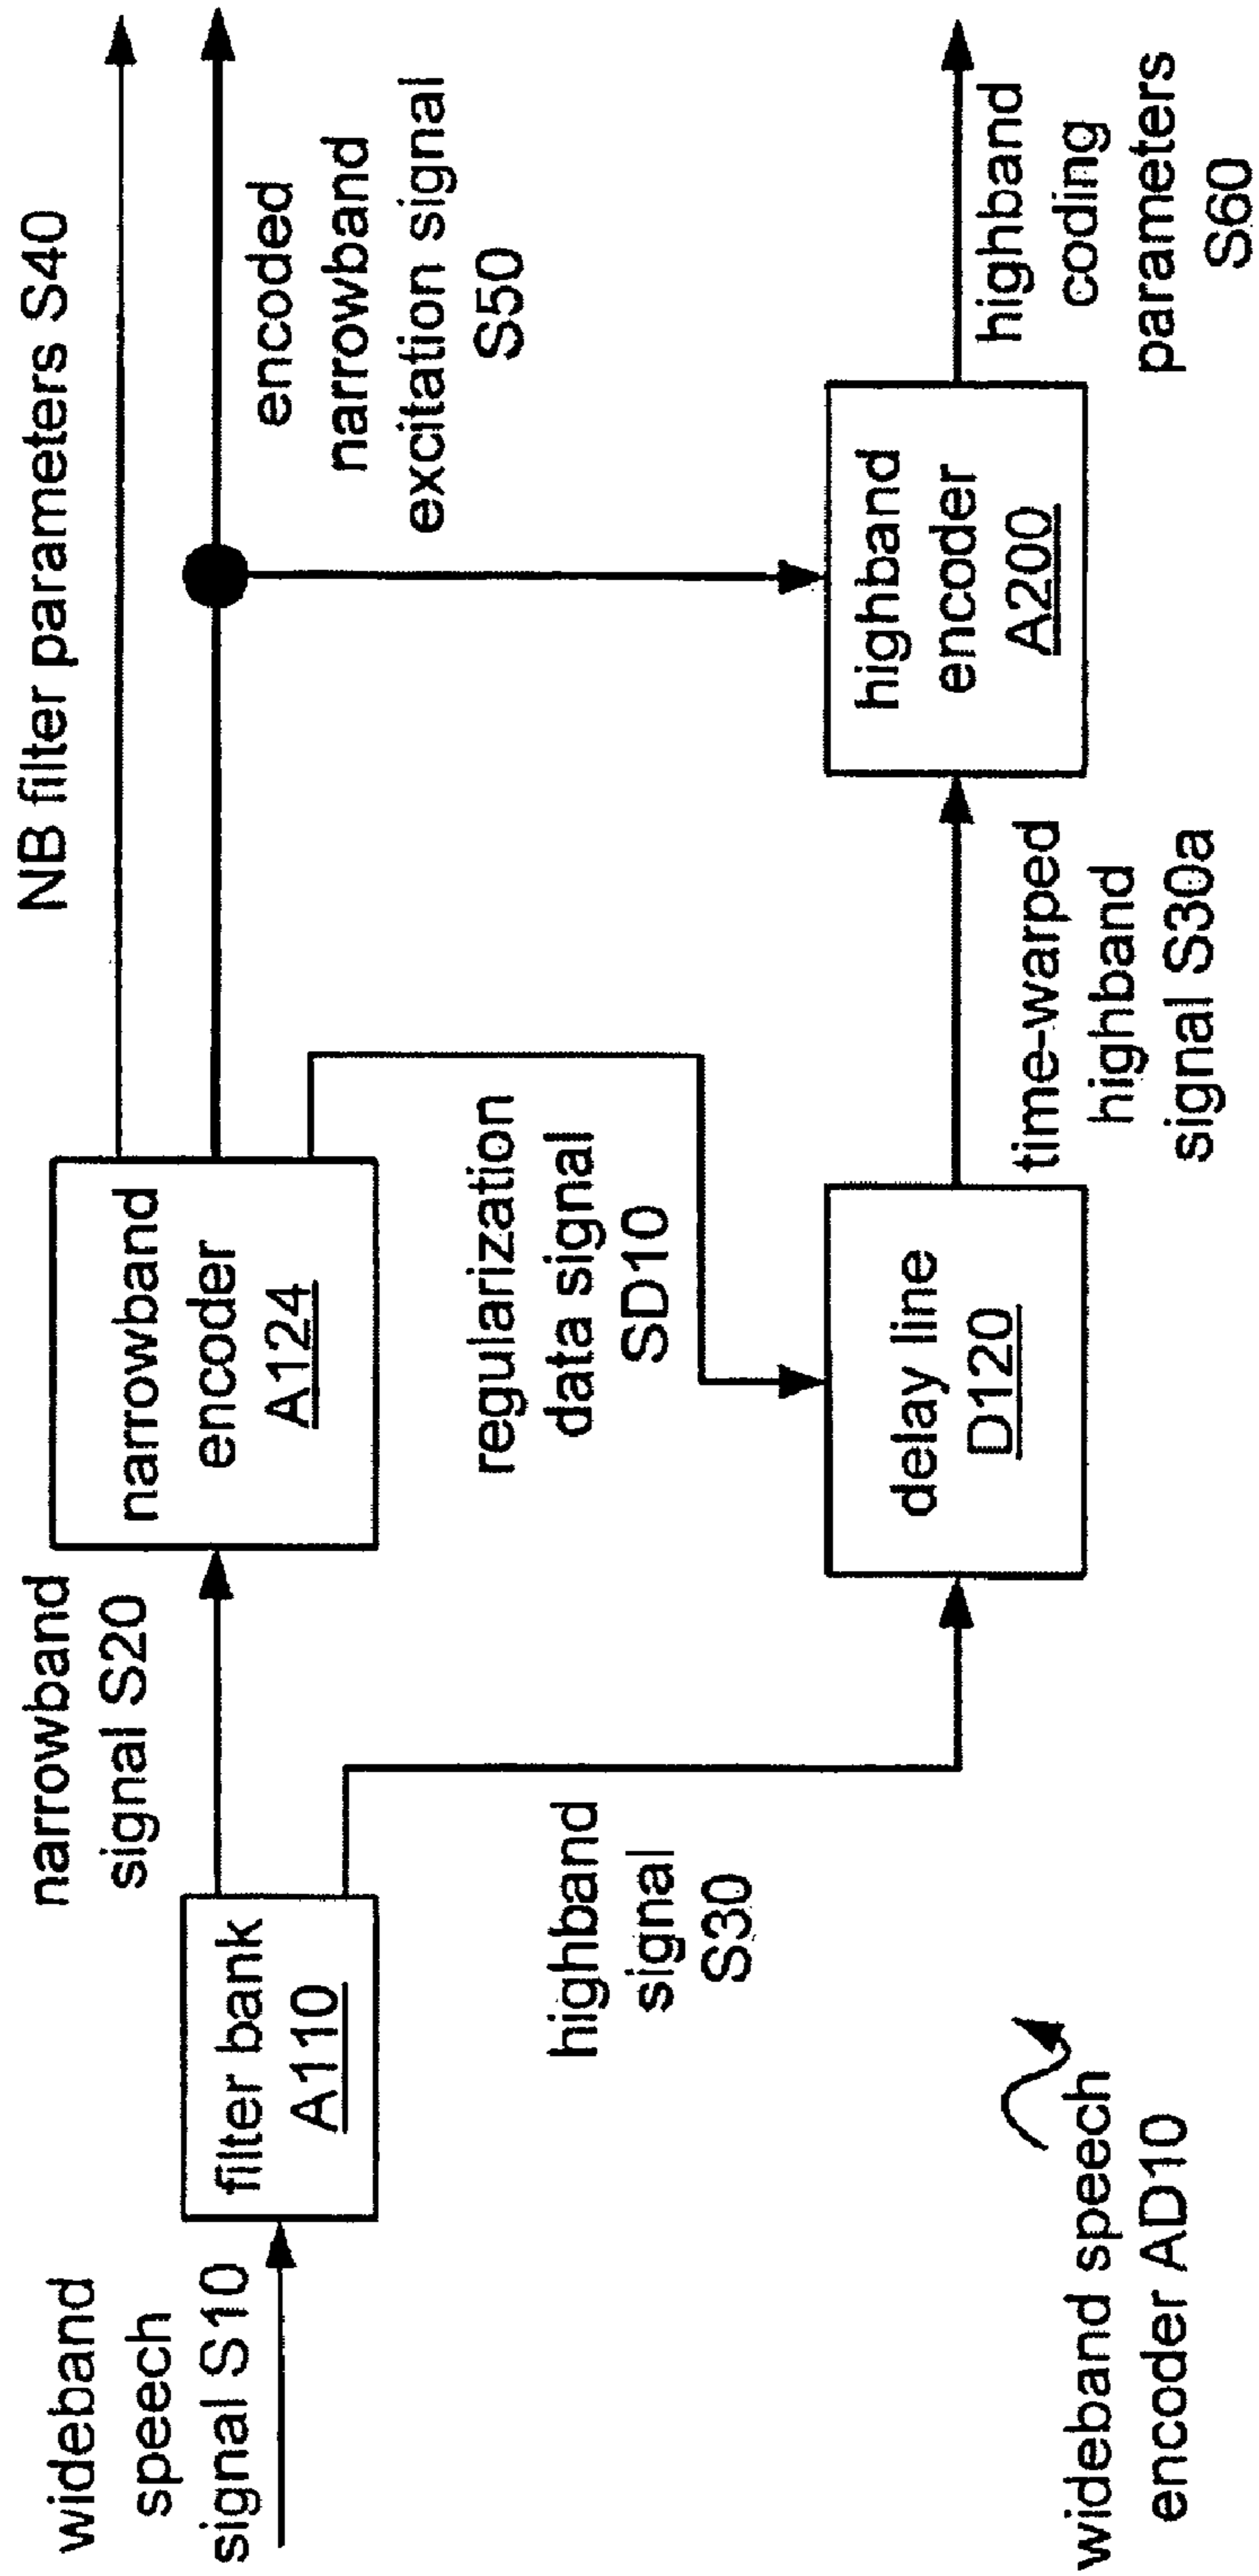 wideband
speech
signal S10
filter bank
A110
narrowband
signal S20
highband
signal
S30
narrowband
encoder
A124
regularization
data signal
SD10
delay line
D120
NB filter parameters S40
encoded
narrowband
excitation signal
S50
time-warped
highband
signal S30a
highband
encoder
A200
highband
coding
parameters
S60
wideband speech
encoder AD10